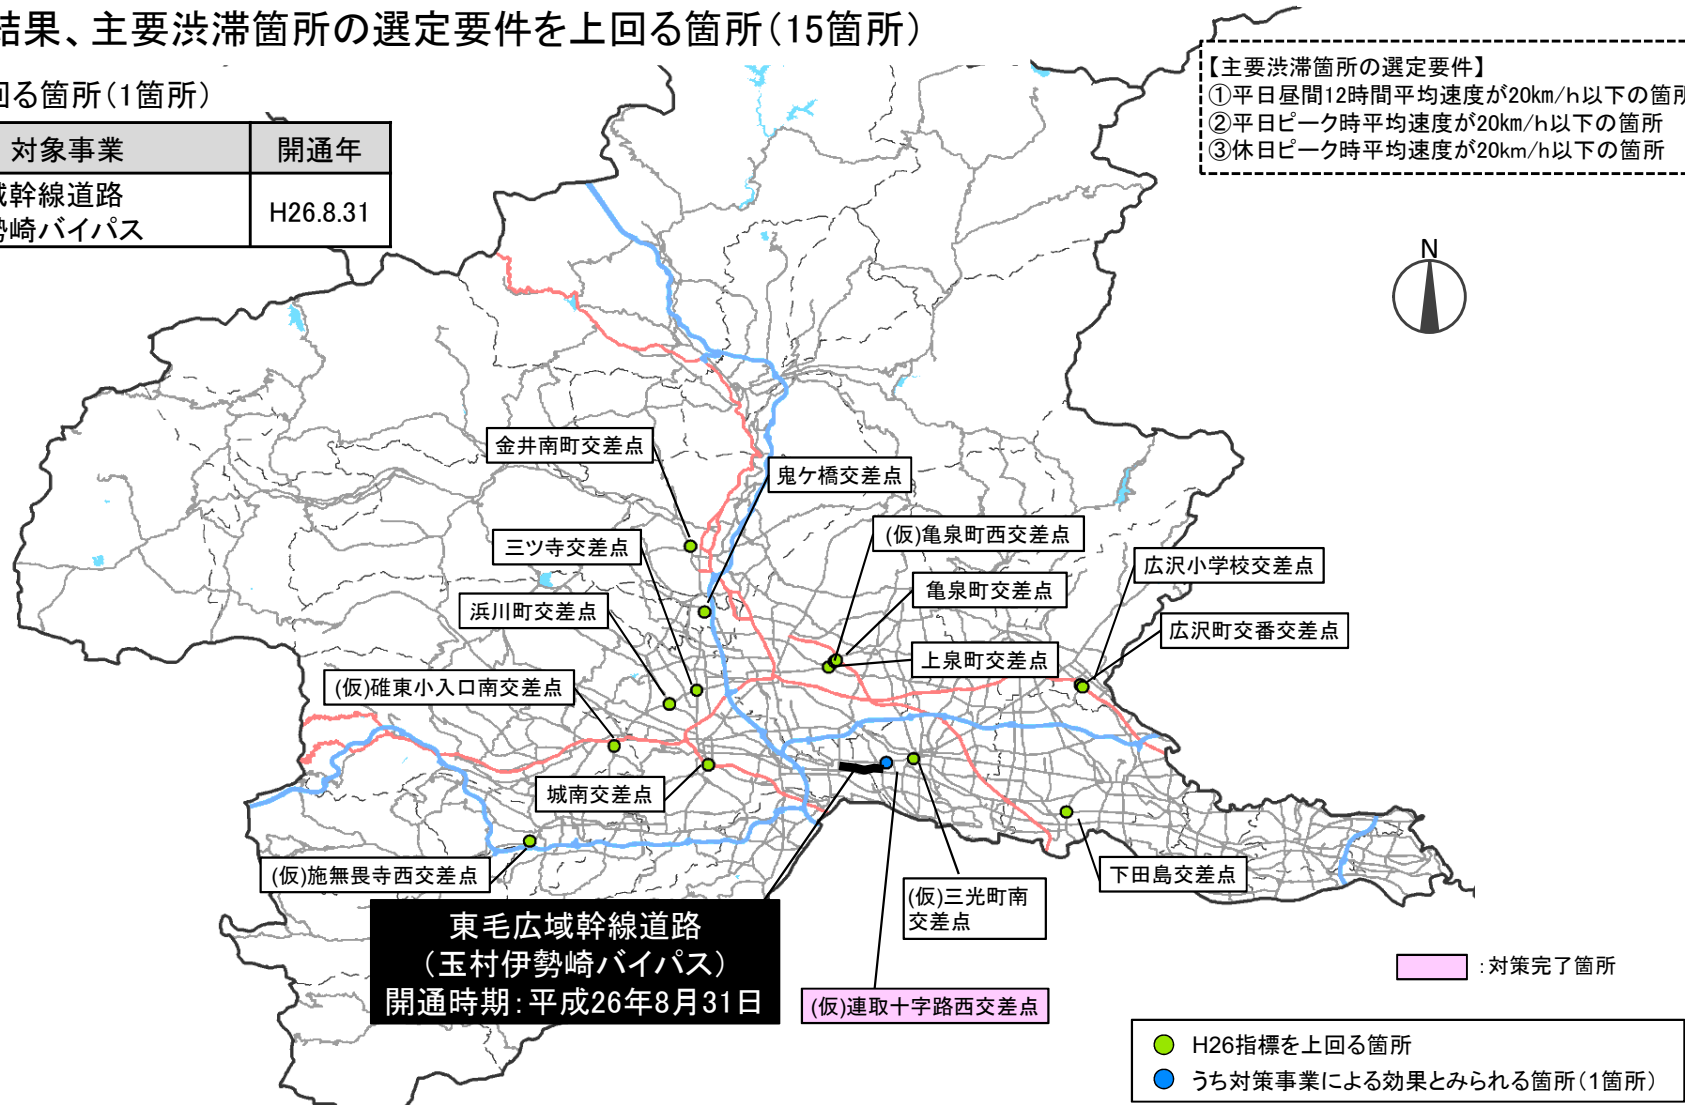 結果、主要渋滞箇所の選定要件を上回る箇所（15箇所）
回る箇所（1箇所）
対象事業 開通年
域幹線道路
勢崎バイパス
H26.8.31
【主要渋滞箇所の選定要件】
①平日昼間12時間平均速度が20km/h以下の箇所
②平日ピーク時平均速度が20km/h以下の箇所
③休日ピーク時平均速度が20km/h以下の箇所
N
金井南町交差点
鬼ケ橋交差点
三ツ寺交差点
(仮)亀泉町西交差点
広沢小学校交差点
浜川町交差点
亀泉町交差点
広沢町交番交差点
上泉町交差点
(仮)碓東小入口南交差点
城南交差点
(仮)施無畏寺西交差点
下田島交差点
(仮)三光町南
交差点
東毛広域幹線道路
（玉村伊勢崎バイパス）
開通時期：平成26年8月31日
(仮)連取十字路西交差点
：対策完了箇所
H26指標を上回る箇所
うち対策事業による効果とみられる箇所（1箇所）